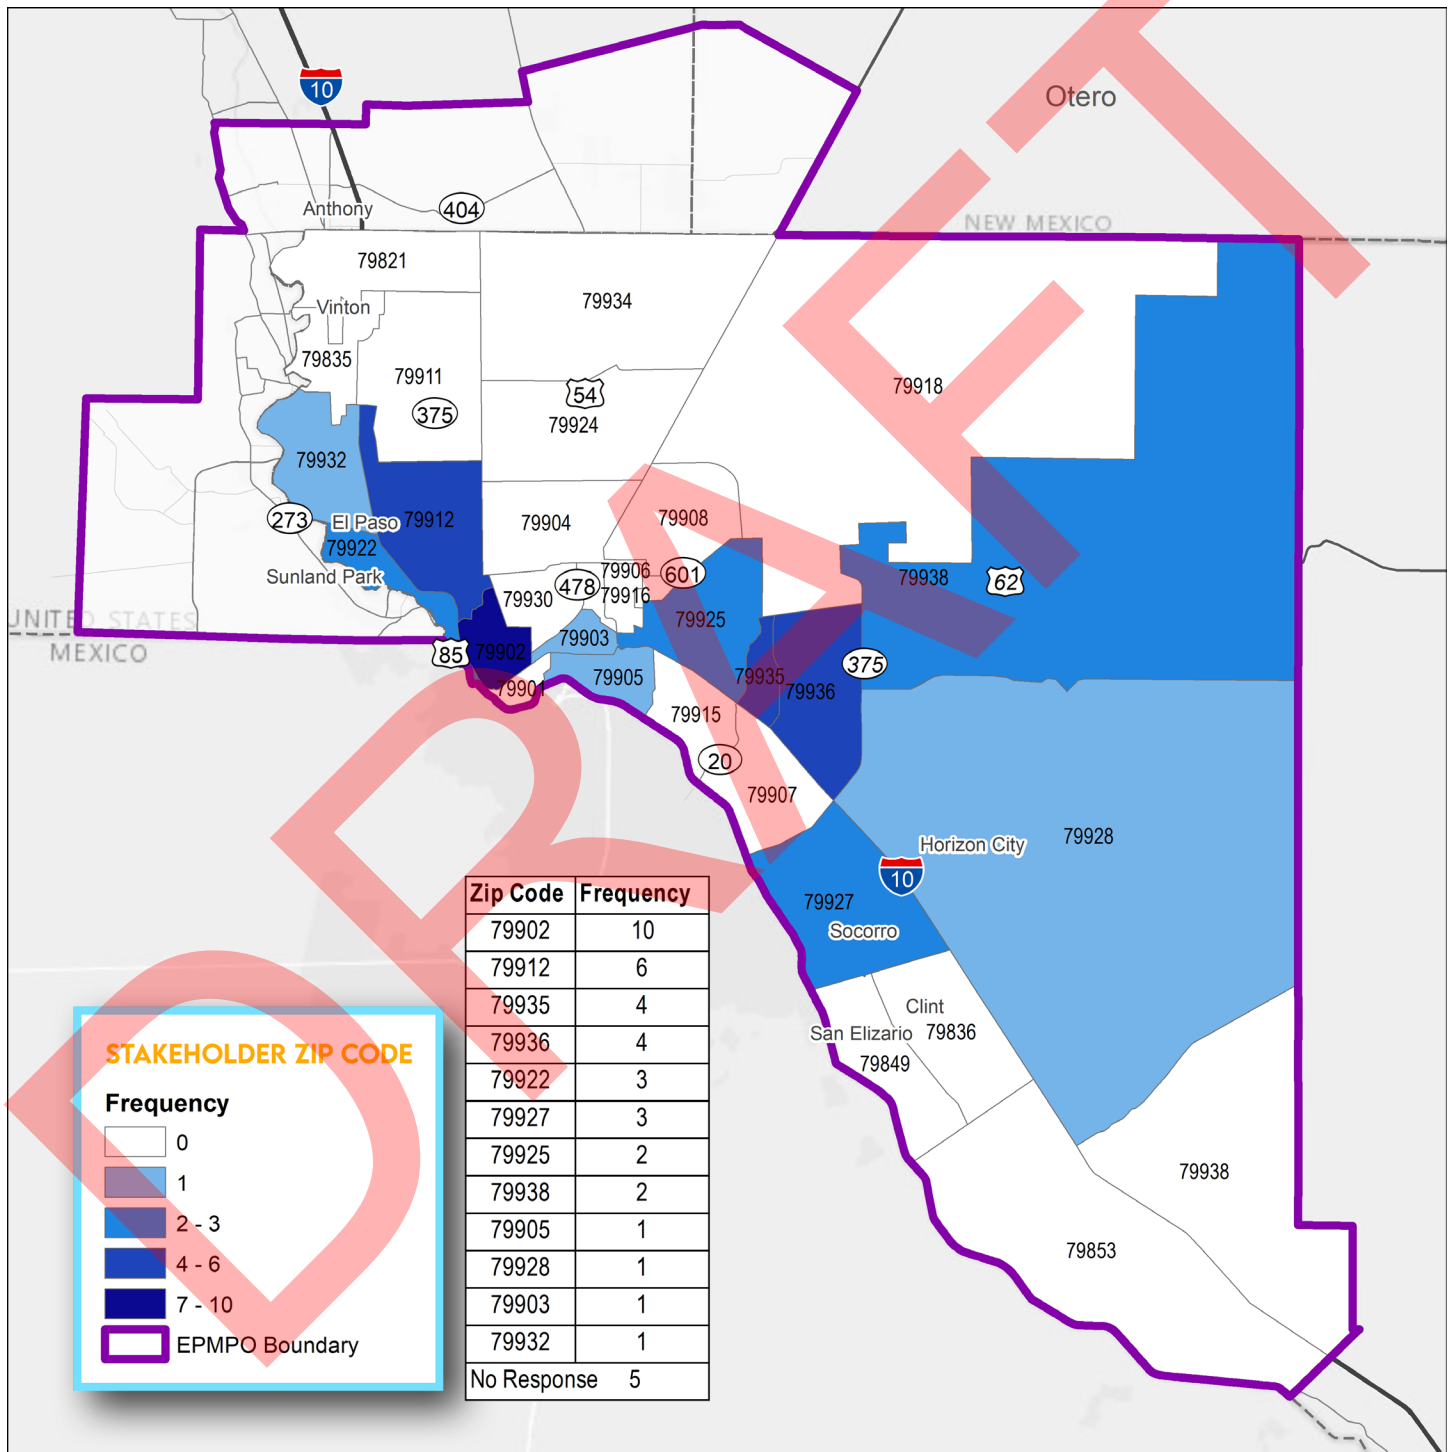 10
Otero
Anthony
404
NEW MEXICO
79821
79934
Vinton
79835
79911
79918
54
375
79924
79932
273
El Paso
79912
79904
79908
79922
Sunland Park
79906
601
79938
62
478
79916
79930
UNITED STATES
79925
MEXICO
85
79902
79903
375
79901
79905
79935
79936
79915
20
79907
79928
Horizon City
10
79927
Socorro
Clint
San Elizario
79836
79849
79938
79853
Zip Code Frequency
79902 10
79912 6
79935 4
79936 4
79922 3
79927 3
79925 2
79938 2
79905 1
79928 1
79903 1
79932 1
No Response 5
STAKEHOLDER ZIP CODE
Frequency
0
1
2 - 3
4 - 6
7 - 10
EPMPO Boundary
DRAFT